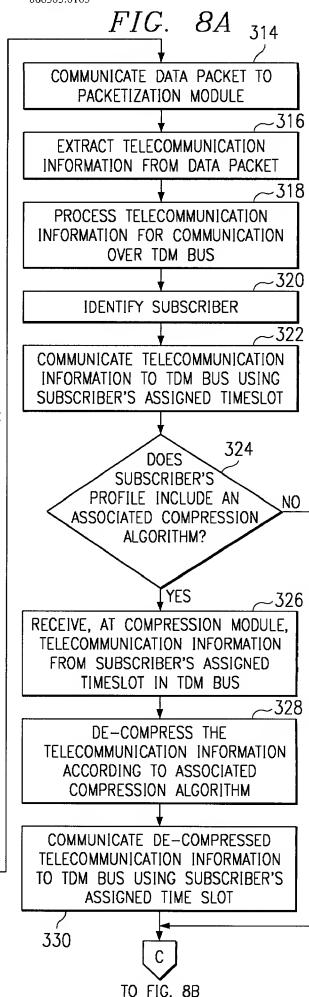 FIG. 8A
314
COMMUNICATE DATA PACKET TO
PACKETIZATION MODULE
316
EXTRACT TELECOMMUNICATION
INFORMATION FROM DATA PACKET
318
PROCESS TELECOMMUNICATION
INFORMATION FOR COMMUNICATION
OVER TDM BUS
320
IDENTIFY SUBSCRIBER
322
COMMUNICATE TELECOMMUNICATION
INFORMATION TO TDM BUS USING
SUBSCRIBER'S ASSIGNED TIMESLOT
324
DOES
SUBSCRIBER'S
PROFILE INCLUDE AN
ASSOCIATED COMPRESSION
ALGORITHM?
NO
YES
326
RECEIVE, AT COMPRESSION MODULE,
TELECOMMUNICATION INFORMATION
FROM SUBSCRIBER'S ASSIGNED
TIMESLOT IN TDM BUS
328
DE-COMPRESS THE
TELECOMMUNICATION INFORMATION
ACCORDING TO ASSOCIATED
COMPRESSION ALGORITHM
COMMUNICATE DE-COMPRESSED
TELECOMMUNICATION INFORMATION
TO TDM BUS USING SUBSCRIBER'S
ASSIGNED TIME SLOT
330
C
TO FIG. 8B